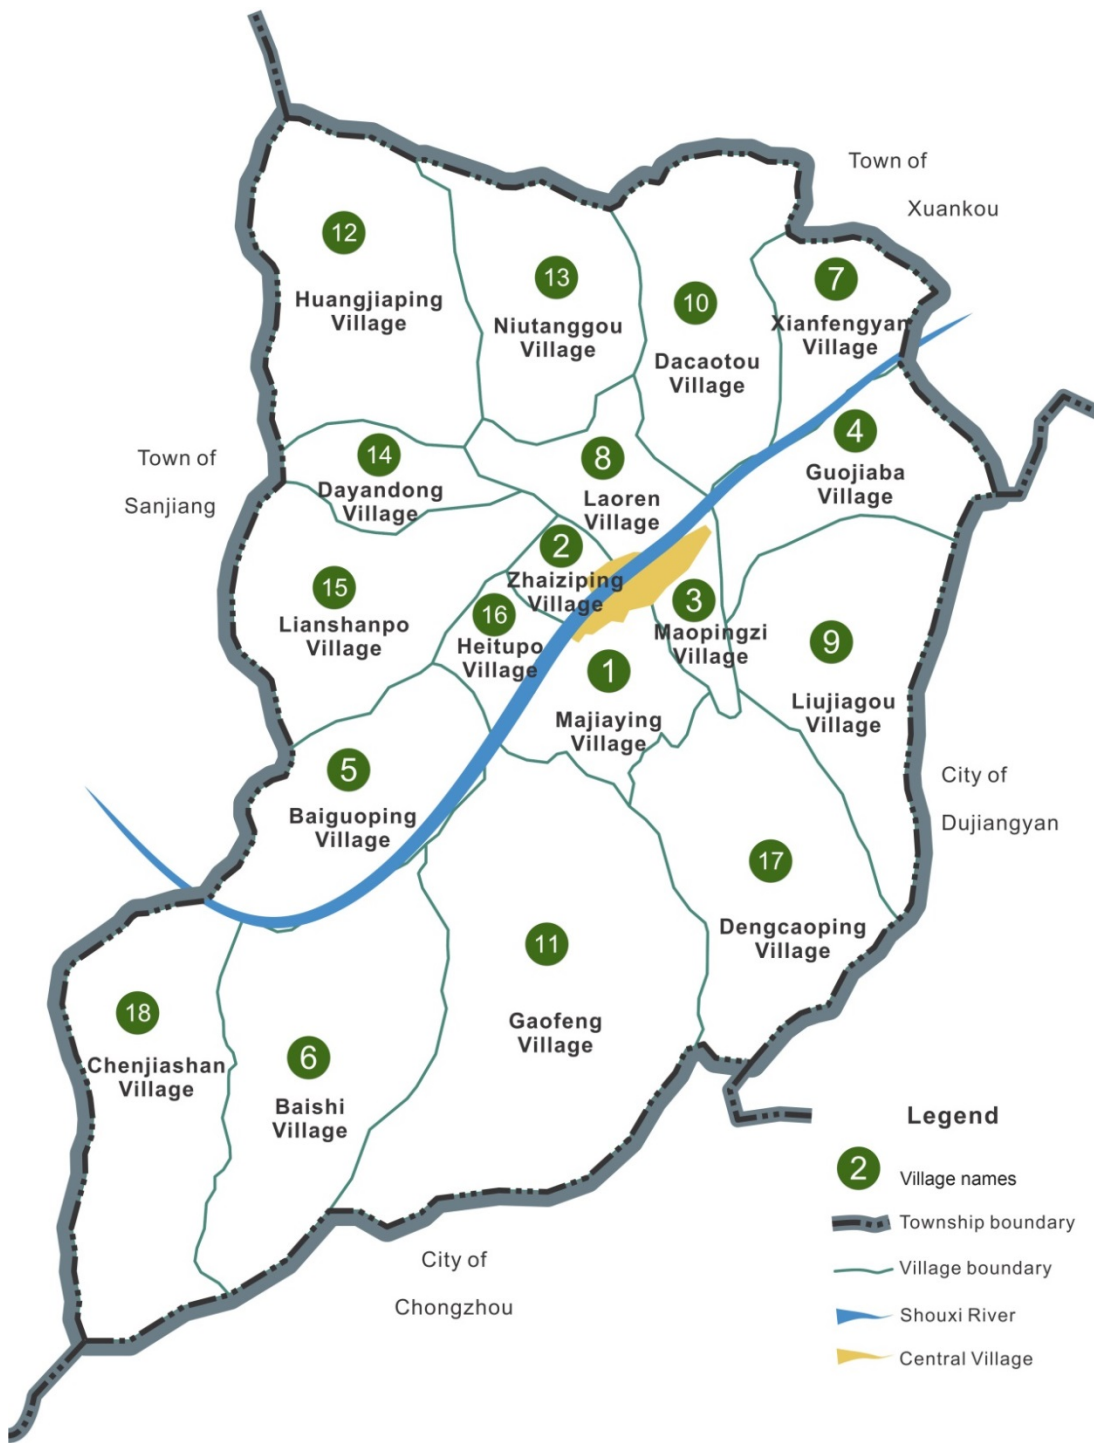 Town of
Xuankou
12
Huangjiaping
Village
13
Niutanggou
Village
10
Dacaotou
Village
7
Xianfengyan
Village
Town of
Sanjiang
14
Dayandong
Village
8
Laoren
Village
4
Guojiaba
Village
15
Lianshanpo
Village
2
Zhaiziping
Village
16
Heitupo
Village
3
Maopingzi
Village
1
Majiaying
Village
9
Liujiagou
Village
5
Baiguoping
Village
City of
Dujiangyan
17
Dengcaoping
Village
11
Gaofeng
Village
18
Chenjiashan
Village
6
Baishi
Village
City of
Chongzhou
Legend
2
Village names
Township boundary
Village boundary
Shouxi River
Central Village